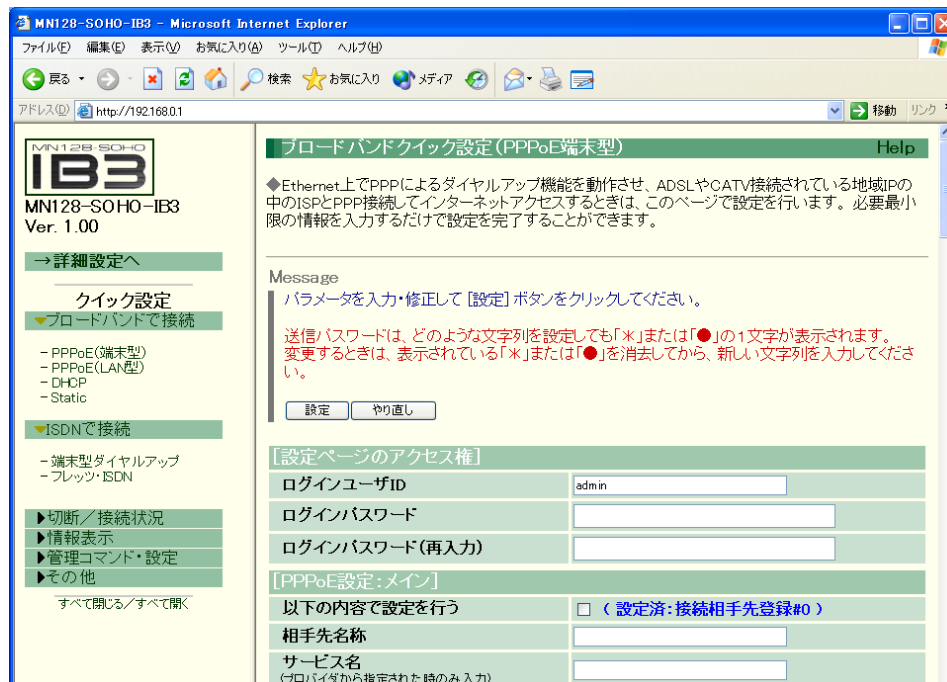 MN128-SOHO-IB3 - Microsoft Internet Explorer
ファイル(F) 編集(E) 表示(V) お気に入り(A) ツール(T) ヘルプ(H)
戻る 検索 お気に入り メディア
アドレス(D) http://192.168.0.1 移動 リンク
MN128-SOHO
IB3
MN128-SOHO-IB3
Ver. 1.00
→詳細設定へ
クイック設定
ブロードバンドで接続
- PPPoE(端末型)
- PPPoE(LAN型)
- DHCP
- Static
ISDNで接続
- 端末型ダイヤルアップ
- フレッツ・ISDN
▶切断/接続状況
▶情報表示
▶管理コマンド・設定
▶その他
すべて閉じる/すべて開く
ブロードバンドクイック設定(PPPoE端末型) Help
◆Ethernet上でPPPによるダイヤルアップ機能を動作させ、ADSLやCATV接続されている地域IPの
中のISPとPPP接続してインターネットアクセスするときは、このページで設定を行います。必要最小
限の情報を入力するだけで設定を完了することができます。
Message
パラメータを入力・修正して [設定] ボタンをクリックしてください。
送信パスワードは、どのような文字列を設定しても「*」または「●」の1文字が表示されます。
変更するときは、表示されている「*」または「●」を消去してから、新しい文字列を入力してくださ
い。
設定 やり直し
[設定ページのアクセス権]
ログインユーザID admin
ログインパスワード
ログインパスワード(再入力)
[PPPoE設定:メイン]
以下の内容で設定を行う ( 設定済:接続相手先登録#0 )
相手先名称
サービス名
(プロバイダから指定された時のみ入力)